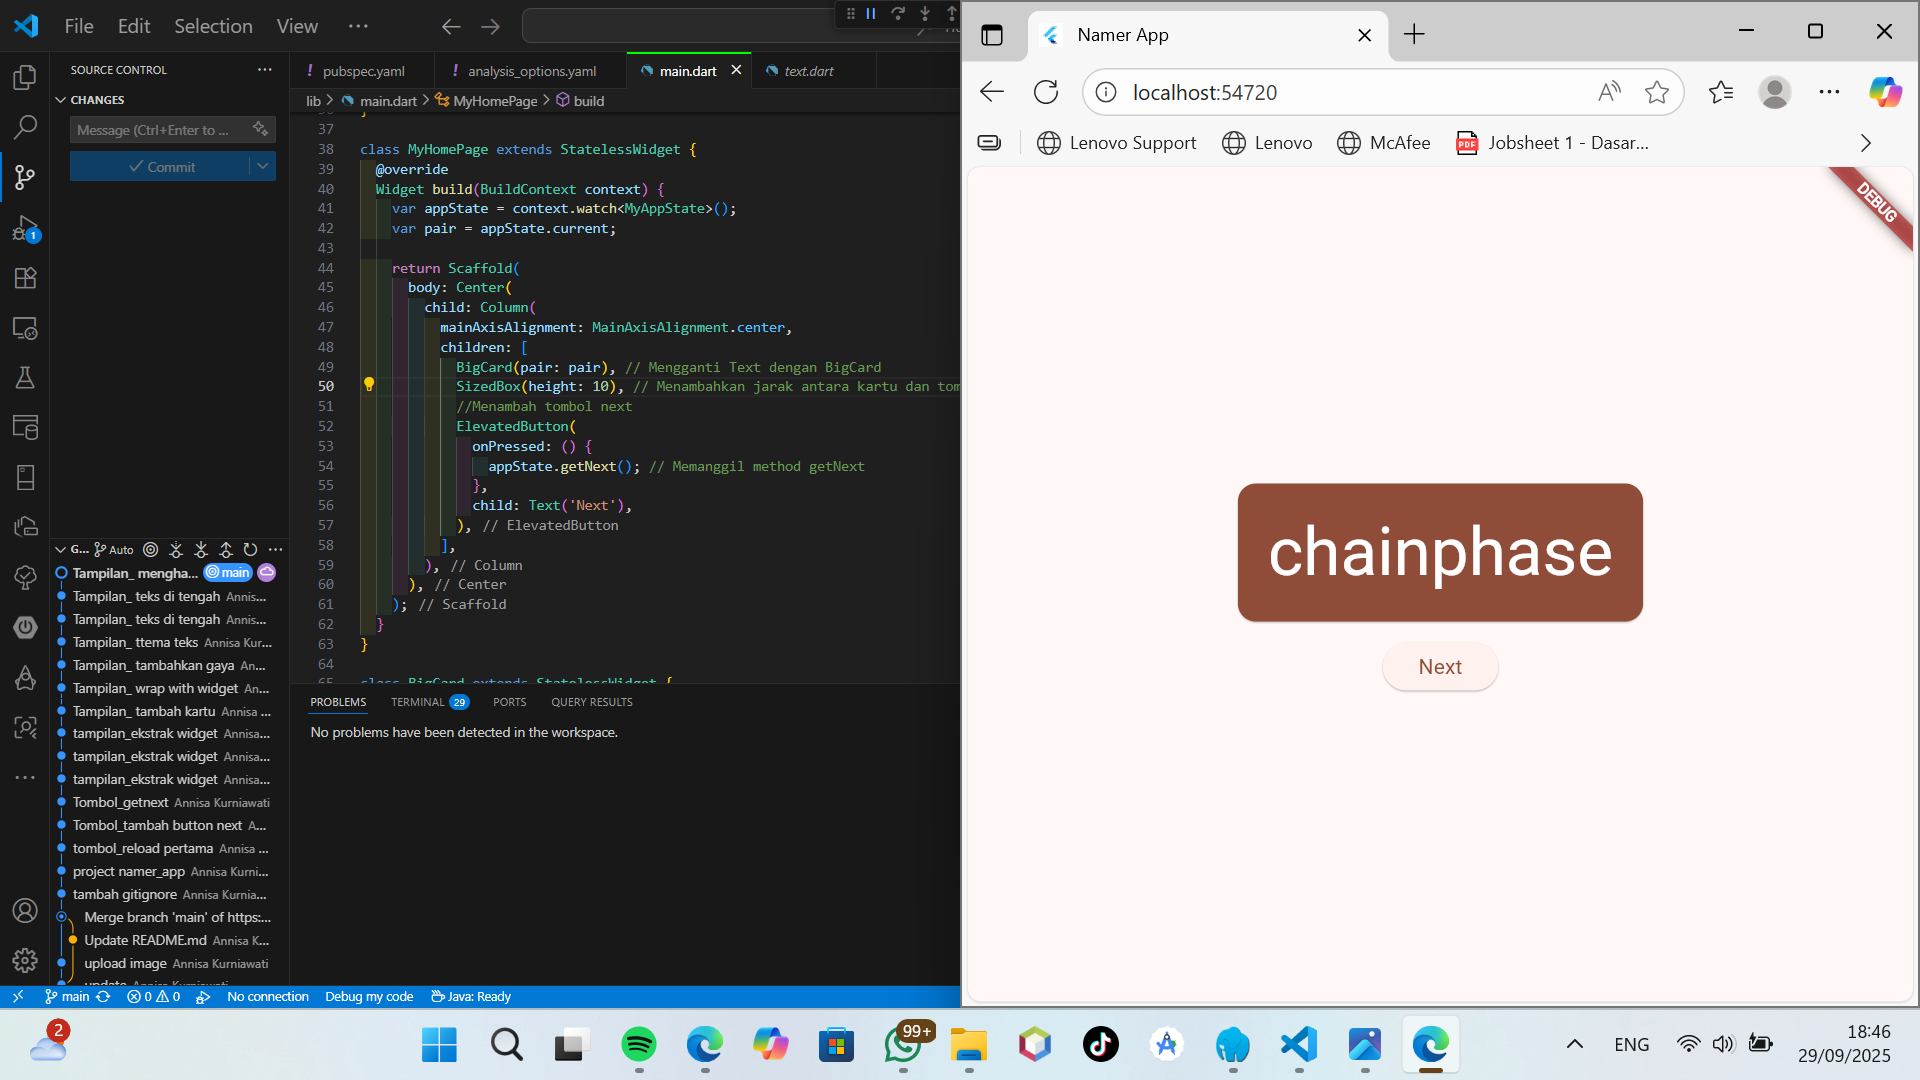 File Edit Selection View
SOURCE CONTROL
CHANGES
Message (Ctrl+Enter to ...
Commit
1
G... Auto
Tampilan_ mengha... main
Tampilan_ teks di tengah Annis...
Tampilan_ teks di tengah Annis...
Tampilan_ ttema teks Annisa Kur...
Tampilan_ tambahkan gaya An...
Tampilan_ wrap with widget An...
Tampilan_ tambah kartu Annisa ...
tampilan_ekstrak widget Annisa...
tampilan_ekstrak widget Annisa...
tampilan_ekstrak widget Annisa...
Tombol_getnext Annisa Kurniawati
Tombol_tambah button next A...
tombol_reload pertama Annisa ...
project namer_app Annisa Kurni...
tambah gitignore Annisa Kurnia...
Merge branch 'main' of https:...
Update README.md Annisa K...
upload image Annisa Kurniawati
update Annisa Kurniawati
! pubspec.yaml ! analysis_options.yaml main.dart text.dart
lib > main.dart > MyHomePage > build
37
38 class MyHomePage extends StatelessWidget {
39 @override
40 Widget build(BuildContext context) {
41 var appState = context.watch<MyAppState>();
42 var pair = appState.current;
43
44 return Scaffold(
45 body: Center(
46 child: Column(
47 mainAxisAlignment: MainAxisAlignment.center,
48 children: [
49 BigCard(pair: pair), // Mengganti Text dengan BigCard
50 SizedBox(height: 10), // Menambahkan jarak antara kartu dan tom
51 //Menambah tombol next
52 ElevatedButton(
53 onPressed: () {
54 appState.getNext(); // Memanggil method getNext
55 },
56 child: Text('Next'),
57 ), // ElevatedButton
58 ],
59 ), // Column
60 ), // Center
61 ); // Scaffold
62 }
63 }
64
65 class BigCard extends StatelessWidget {
PROBLEMS TERMINAL 29 PORTS QUERY RESULTS
No problems have been detected in the workspace.
main 0 0 No connection Debug my code Java: Ready
Namer App
localhost:54720
Lenovo Support Lenovo McAfee PDF Jobsheet 1 - Dasar...
DEBUG
chainphase
Next
2
99+
ENG
18:46
29/09/2025